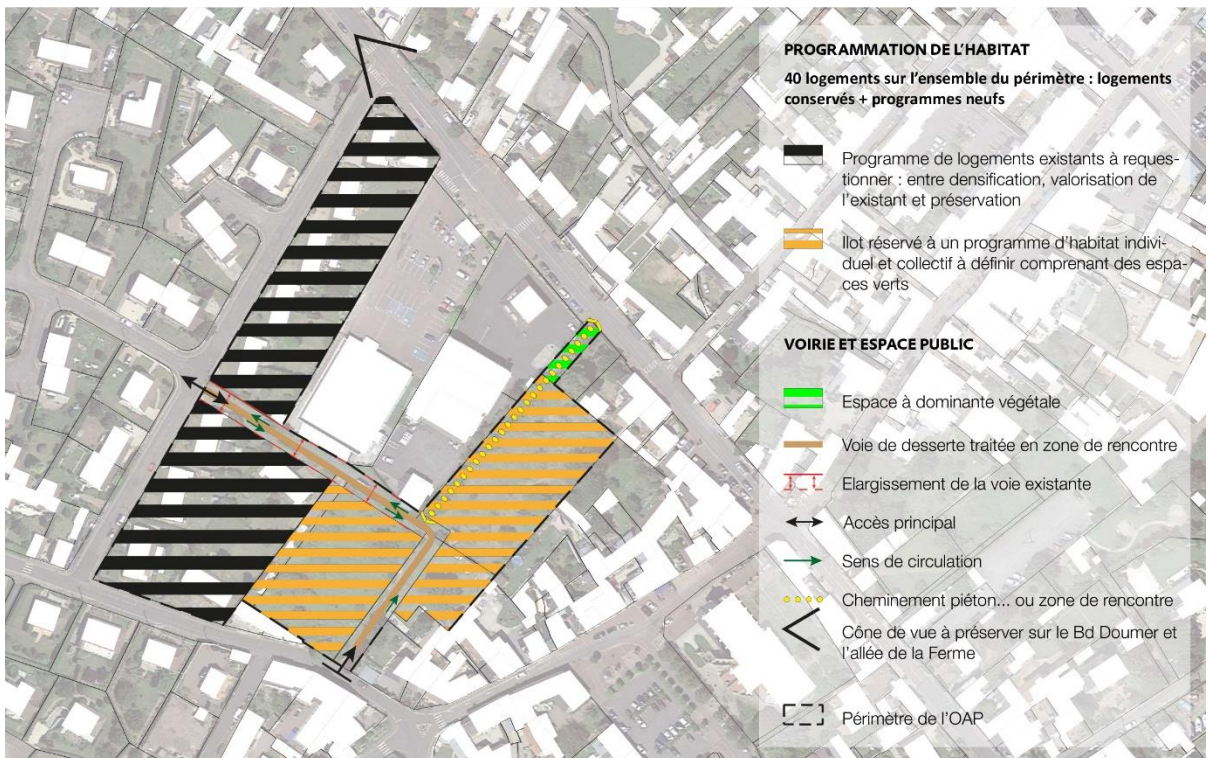 PROGRAMMATION DE L'HABITAT
40 logements sur l'ensemble du périmètre : logements
conservés + programmes neufs
Programme de logements existants à reques-
tionner : entre densification, valorisation de
l'existant et préservation
Ilot réservé à un programme d'habitat indivi-
duel et collectif à définir comprenant des espa-
ces verts
VOIRIE ET ESPACE PUBLIC
Espace à dominante végétale
Voie de desserte traitée en zone de rencontre
Elargissement de la voie existante
Accès principal
Sens de circulation
Cheminement piéton... ou zone de rencontre
Cône de vue à préserver sur le Bd Doumer et
l'allée de la Ferme
Périmètre de l'OAP